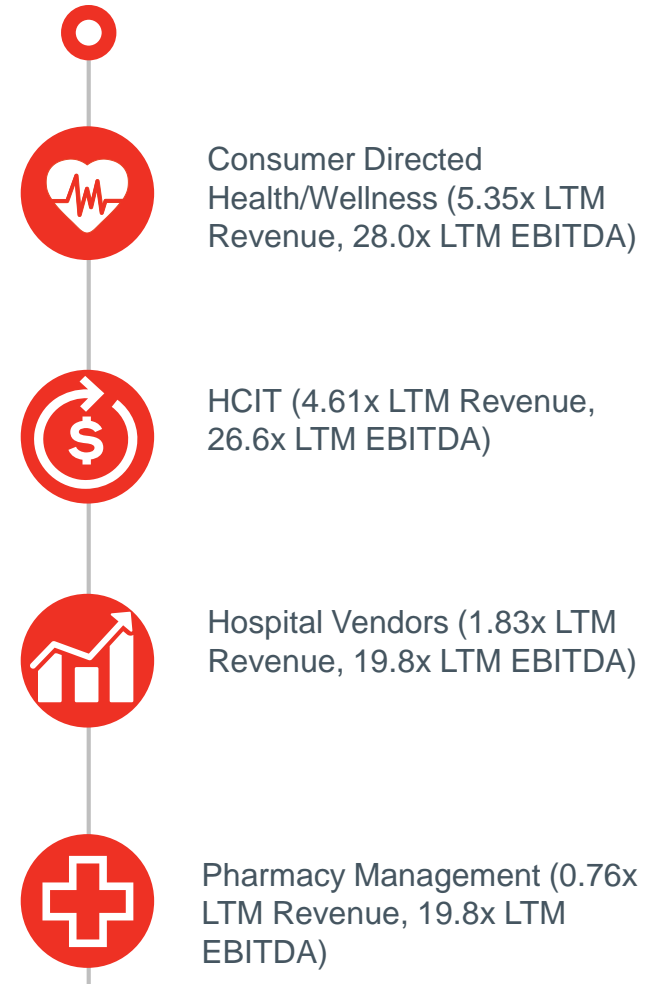 Consumer Directed
Health/Wellness (5.35x LTM
Revenue, 28.0x LTM EBITDA)
$
HCIT (4.61x LTM Revenue,
26.6x LTM EBITDA)
Hospital Vendors (1.83x LTM
Revenue, 19.8x LTM EBITDA)
Pharmacy Management (0.76x
LTM Revenue, 19.8x LTM
EBITDA)